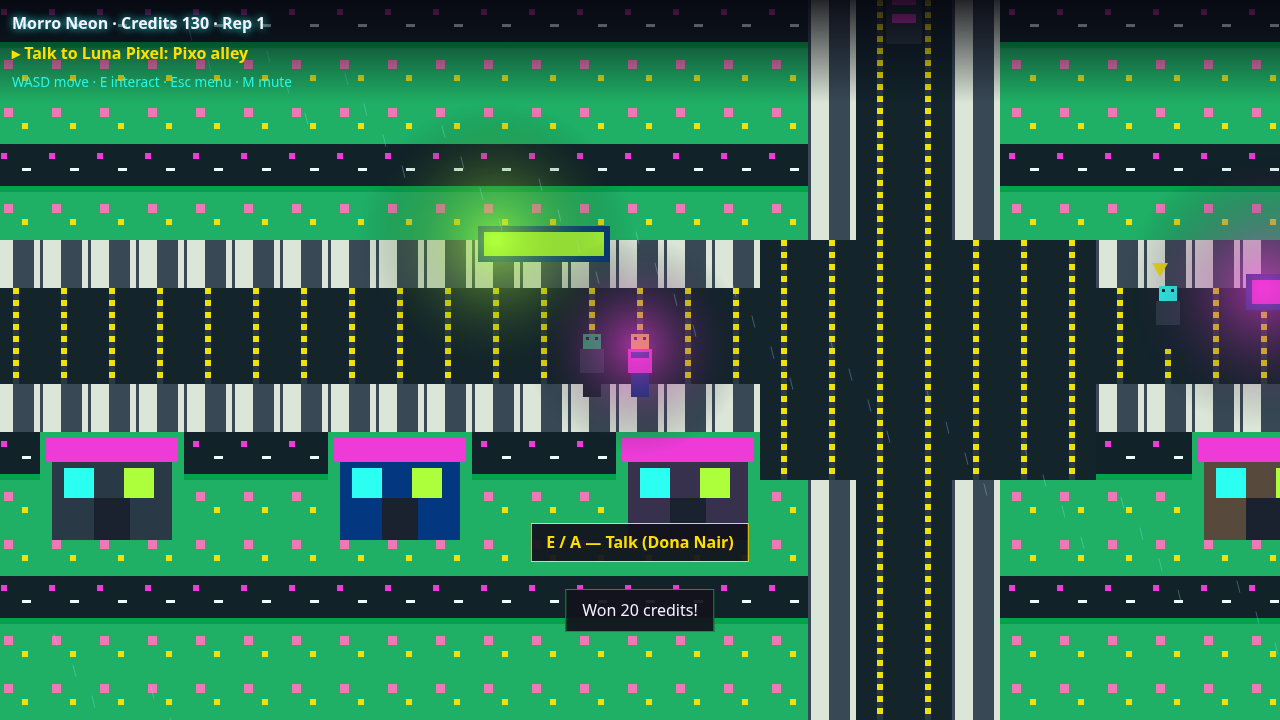 Morro Neon · Credits 130 · Rep 1
▸ Talk to Luna Pixel: Pixo alley
WASD move · E interact · Esc menu · M mute
E / A — Talk (Dona Nair)
Won 20 credits!